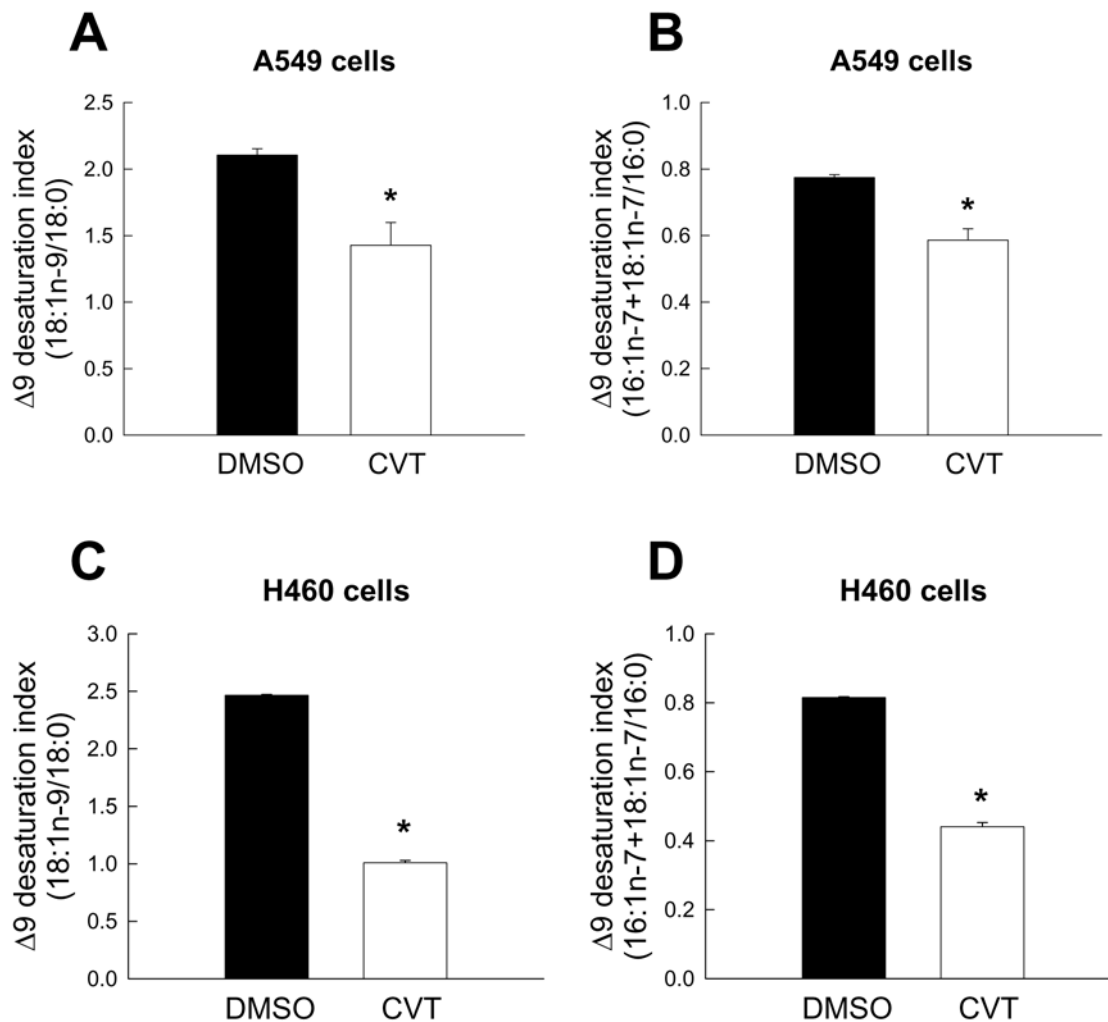 A
A549 cells
Δ9 desaturation index
(18:1n-9/18:0)
2.5
2.0
1.5
1.0
0.5
0.0
*
DMSO CVT
B
A549 cells
Δ9 desaturation index
(16:1n-7+18:1n-7/16:0)
1.0
0.8
0.6
0.4
0.2
0.0
*
DMSO CVT
C
H460 cells
Δ9 desaturation index
(18:1n-9/18:0)
3.0
2.5
2.0
1.5
1.0
0.5
0.0
*
DMSO CVT
D
H460 cells
Δ9 desaturation index
(16:1n-7+18:1n-7/16:0)
1.0
0.8
0.6
0.4
0.2
0.0
*
DMSO CVT